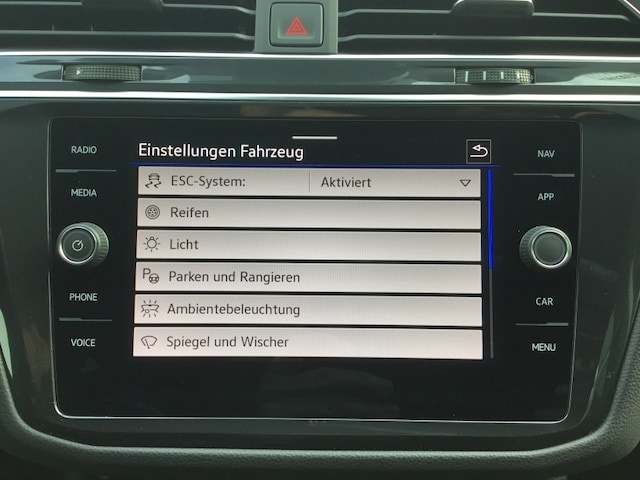 RADIO
MEDIA
PHONE
VOICE
Einstellungen Fahrzeug
ESC-System: Aktiviert
Reifen
Licht
P Parken und Rangieren
Ambientebeleuchtung
Spiegel und Wischer
NAV
APP
CAR
MENU